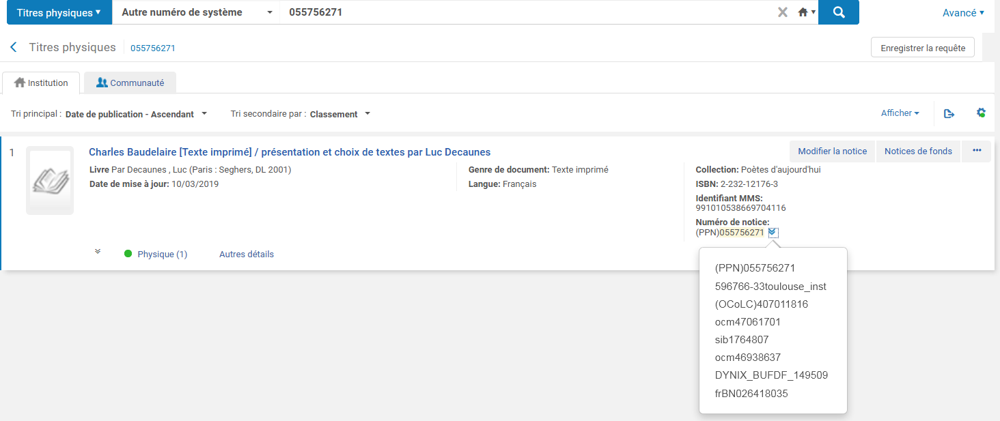 Titres physiques Autre numéro de système 055756271 Avancé
Titres physiques 055756271 Enregistrer la requête
Institution Communauté
Tri principal : Date de publication - Ascendant Tri secondaire par : Classement Afficher
1 Charles Baudelaire [Texte imprimé] / présentation et choix de textes par Luc Decaunes Modifier la notice Notices de fonds
Livre Par Decaunes , Luc (Paris : Seghers, DL 2001) Genre de document: Texte imprimé Collection: Poètes d'aujourd'hui
Date de mise à jour: 10/03/2019 Langue: Français ISBN: 2-232-12176-3
Identifiant MMS:
991010538669704116
Numéro de notice:
(PPN)055756271
Physique (1) Autres détails
(PPN)055756271
596766-33toulouse_inst
(OCoLC)407011816
ocm47061701
sib1764807
ocm46938637
DYNIX_BUFDF_149509
frBN026418035